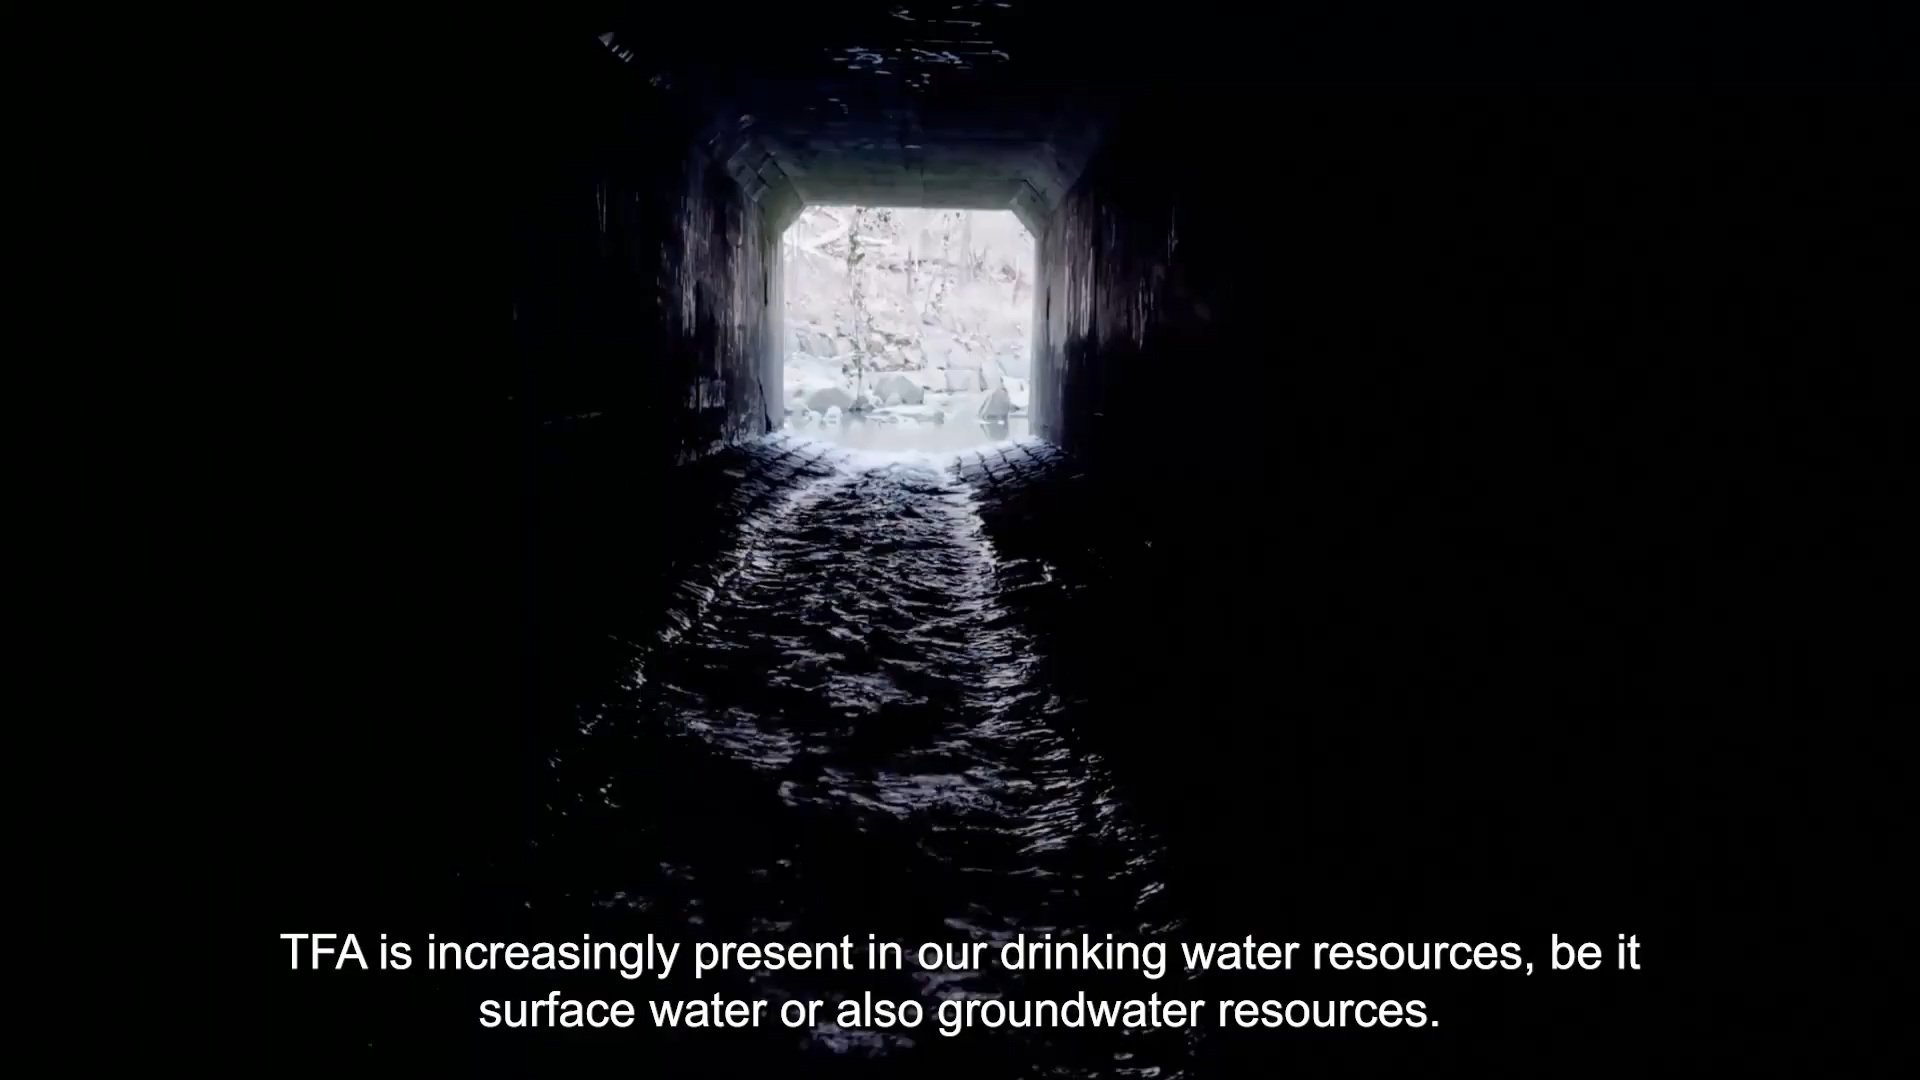 TFA is increasingly present in our drinking water resources, be it
surface water or also groundwater resources.